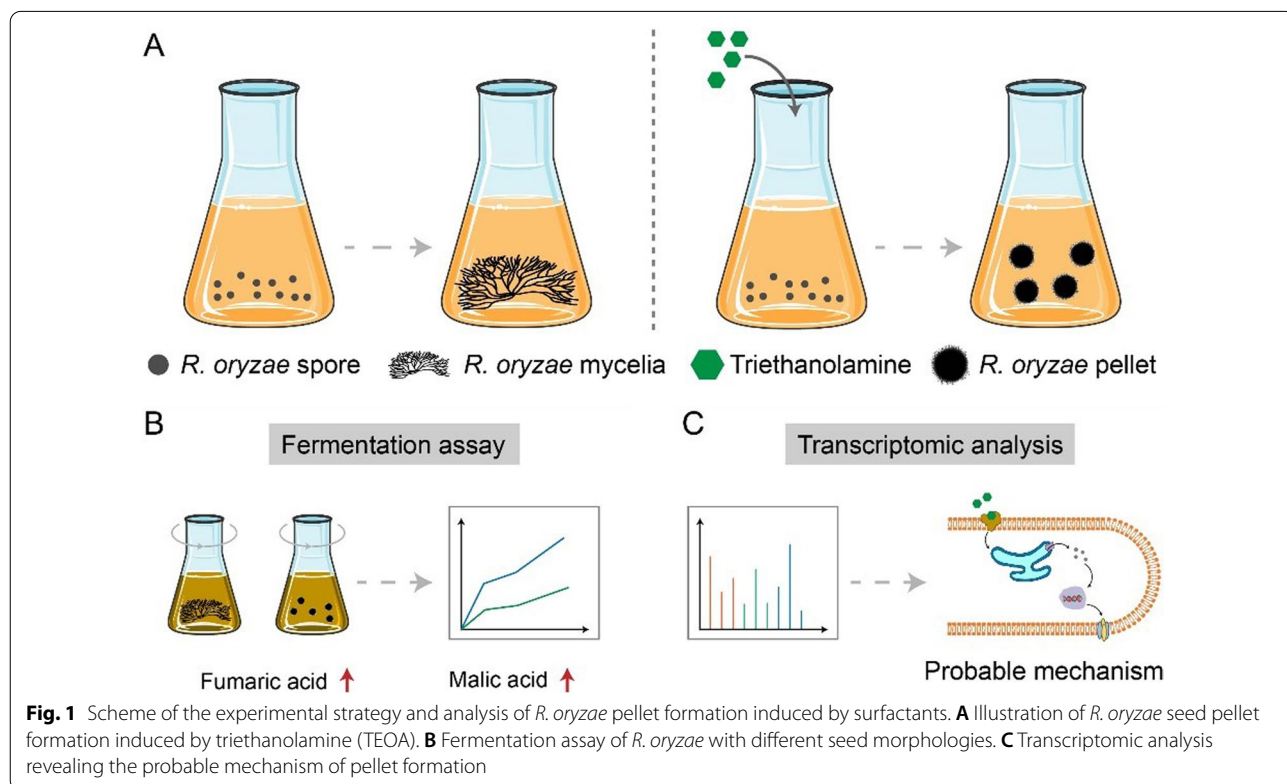 A
R. oryzae spore R. oryzae mycelia Triethanolamine R. oryzae pellet
B
Fermentation assay
Fumaric acid
Malic acid
C
Transcriptomic analysis
Probable mechanism
Fig. 1 Scheme of the experimental strategy and analysis of R. oryzae pellet formation induced by surfactants. A Illustration of R. oryzae seed pellet
formation induced by triethanolamine (TEOA). B Fermentation assay of R. oryzae with different seed morphologies. C Transcriptomic analysis
revealing the probable mechanism of pellet formation